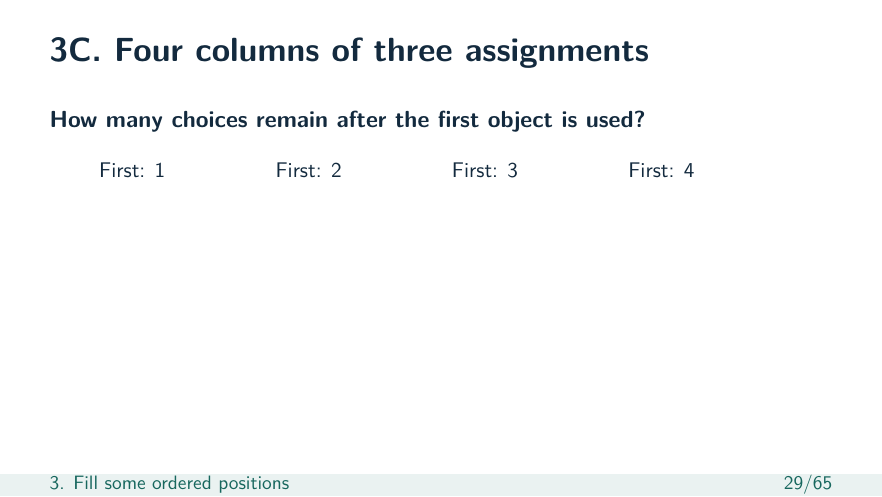 3C. Four columns of three assignments
How many choices remain after the first object is used?
First: 1 First: 2 First: 3 First: 4
3. Fill some ordered positions 29/65